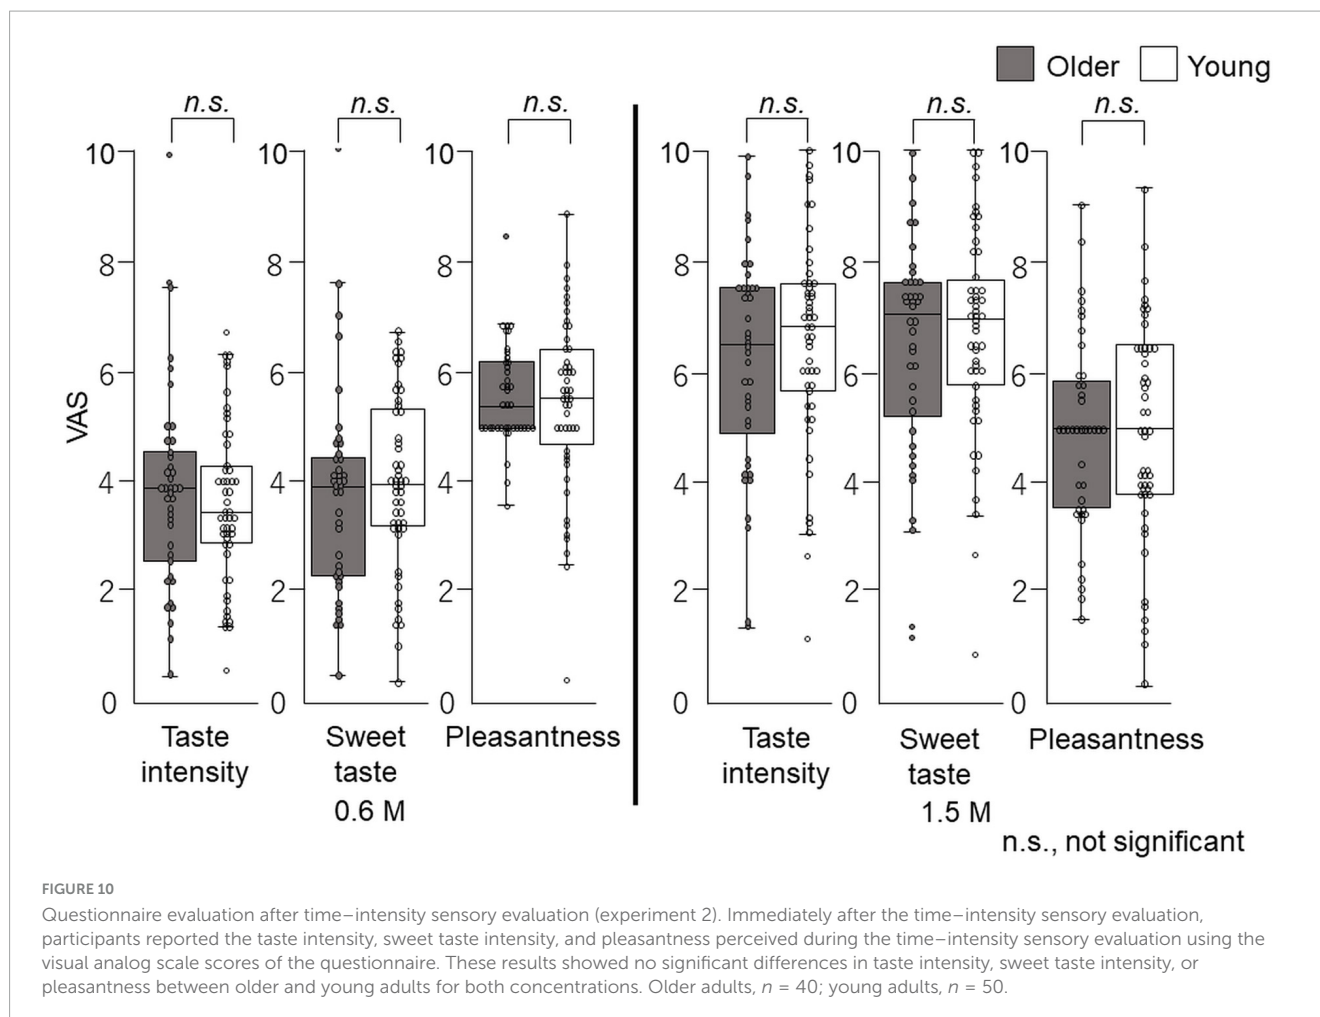 Older Young
n.s. n.s. n.s. n.s. n.s. n.s.
10 10 10 10 10 10
8 8 8 8 8 8
6 6 6 6 6 6
VAS
4 4 4 4 4 4
2 2 2 2 2 2
0 0 0 0 0 0
Taste Sweet Pleasantness Taste Sweet Pleasantness
intensity taste intensity taste
0.6 M 1.5 M
n.s., not significant
FIGURE 10
Questionnaire evaluation after time–intensity sensory evaluation (experiment 2). Immediately after the time–intensity sensory evaluation,
participants reported the taste intensity, sweet taste intensity, and pleasantness perceived during the time–intensity sensory evaluation using the
visual analog scale scores of the questionnaire. These results showed no significant differences in taste intensity, sweet taste intensity, or
pleasantness between older and young adults for both concentrations. Older adults, n = 40; young adults, n = 50.